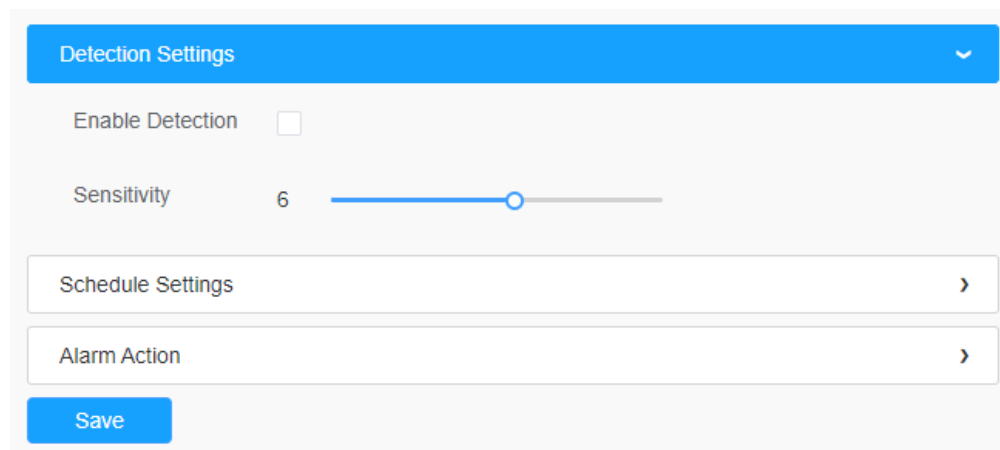 Detection Settings
Enable Detection
Sensitivity 6
Schedule Settings
Alarm Action
Save